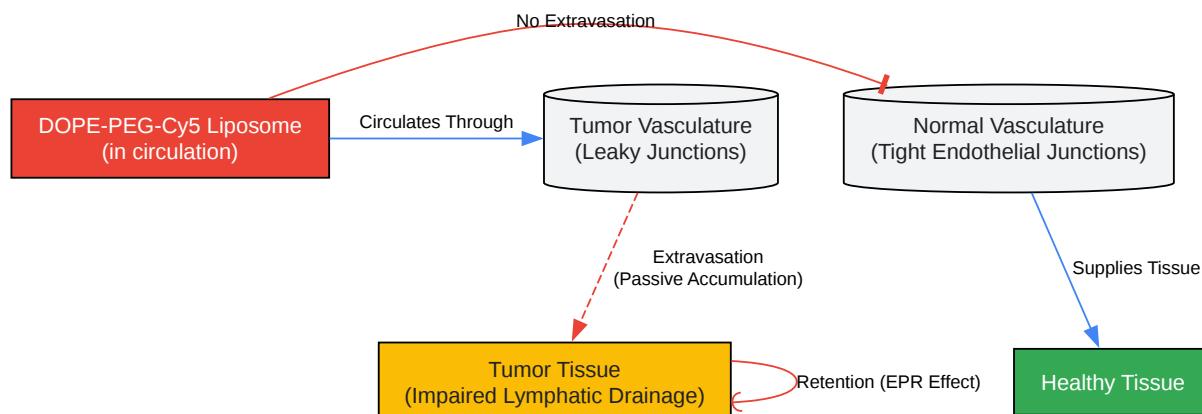 No Extravasation
DOPE-PEG-Cy5 Liposome
(in circulation)
Circulates Through
Tumor Vasculature
(Leaky Junctions)
Normal Vasculature
(Tight Endothelial Junctions)
Extravasation
(Passive Accumulation)
Supplies Tissue
Tumor Tissue
(Impaired Lymphatic Drainage)
Retention (EPR Effect)
Healthy Tissue